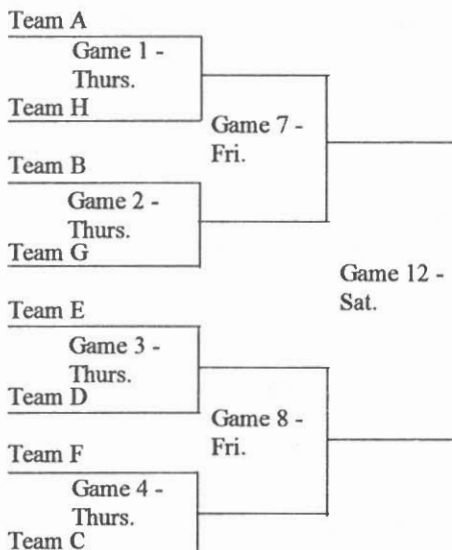 Team A
Game 1 -
Thurs.
Team H
Game 7 -
Fri.
Team B
Game 2 -
Thurs.
Team G
Game 12 -
Sat.
Team E
Game 3 -
Thurs.
Team D
Game 8 -
Fri.
Team F
Game 4 -
Thurs.
Team C